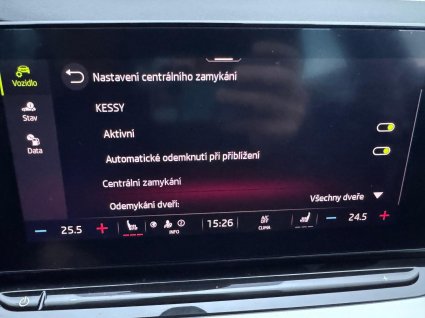 Vozidlo
Stav
Data
Nastavení centrálního zamykání
KESSY
Aktivní
Automatické odemknutí při přiblížení
Centrální zamykání
Odemykání dveří: Všechny dveře
25.5 INFO 15:26 OFF CLIMA 24.5